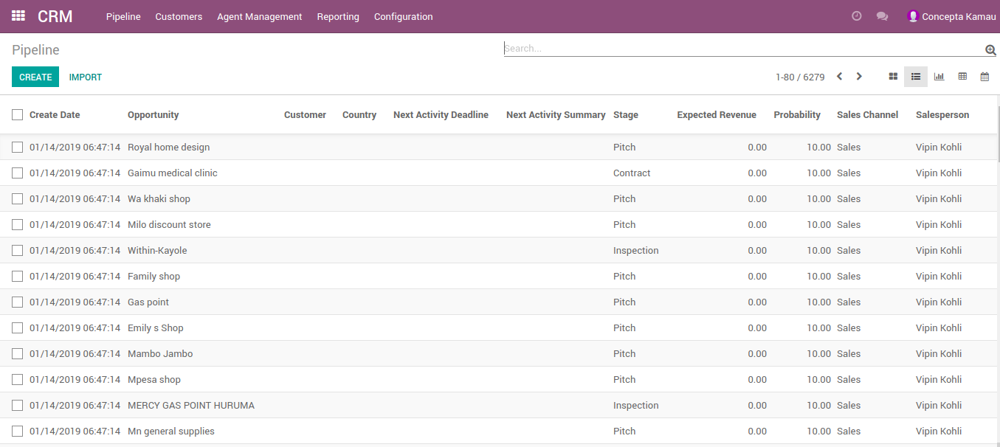 CRM Pipeline Customers Agent Management Reporting Configuration Concepta Kamau
Pipeline Search...
CREATE IMPORT 1-80 / 6279
Create Date Opportunity Customer Country Next Activity Deadline Next Activity Summary Stage Expected Revenue Probability Sales Channel Salesperson
01/14/2019 06:47:14 Royal home design Pitch 0.00 10.00 Sales Vipin Kohli
01/14/2019 06:47:14 Gaimu medical clinic Contract 0.00 10.00 Sales Vipin Kohli
01/14/2019 06:47:14 Wa khaki shop Pitch 0.00 10.00 Sales Vipin Kohli
01/14/2019 06:47:14 Milo discount store Pitch 0.00 10.00 Sales Vipin Kohli
01/14/2019 06:47:14 Within-Kayole Inspection 0.00 10.00 Sales Vipin Kohli
01/14/2019 06:47:14 Family shop Pitch 0.00 10.00 Sales Vipin Kohli
01/14/2019 06:47:14 Gas point Pitch 0.00 10.00 Sales Vipin Kohli
01/14/2019 06:47:14 Emily s Shop Pitch 0.00 10.00 Sales Vipin Kohli
01/14/2019 06:47:14 Mambo Jambo Pitch 0.00 10.00 Sales Vipin Kohli
01/14/2019 06:47:14 Mpesa shop Pitch 0.00 10.00 Sales Vipin Kohli
01/14/2019 06:47:14 MERCY GAS POINT HURUMA Inspection 0.00 10.00 Sales Vipin Kohli
01/14/2019 06:47:14 Mn general supplies Pitch 0.00 10.00 Sales Vipin Kohli